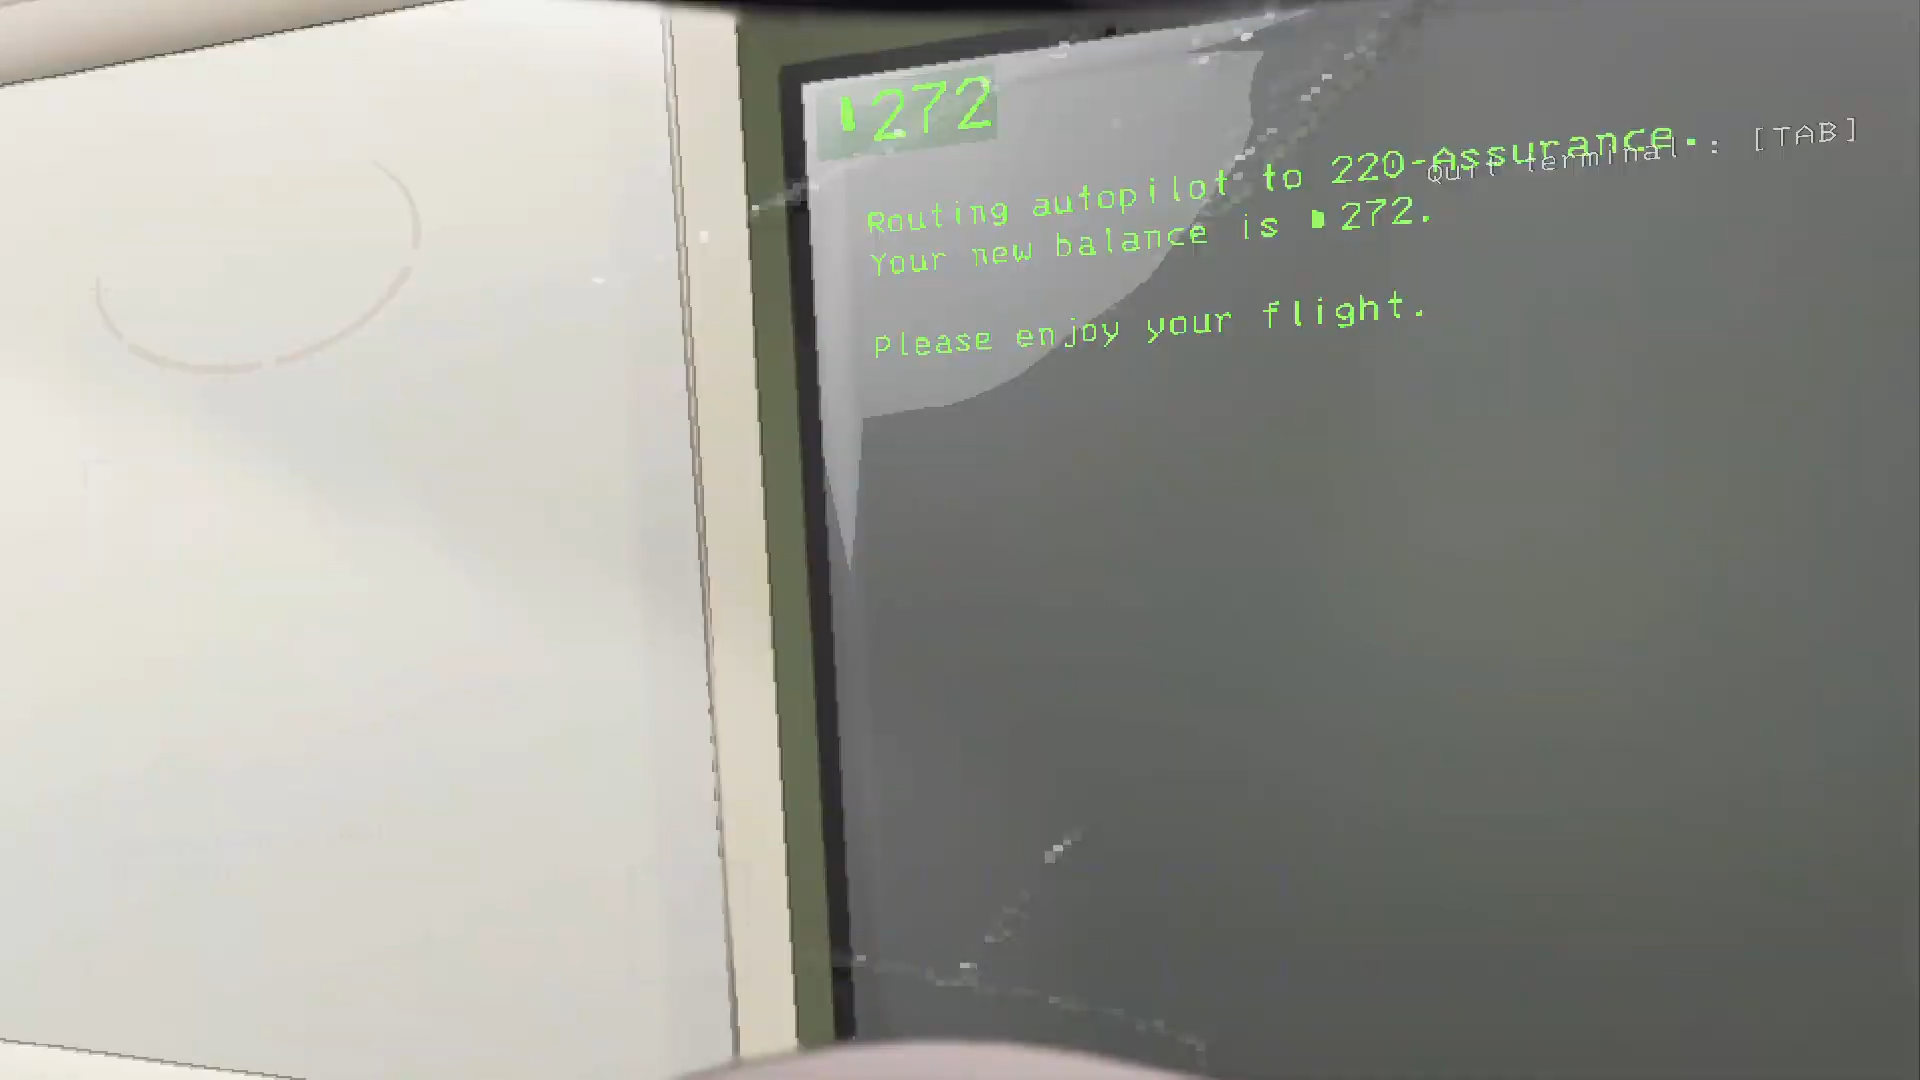 ▮272
Routing autopilot to 220-Assurance.
Your new balance is ▮272.
Please enjoy your flight.
Quit terminal : [TAB]